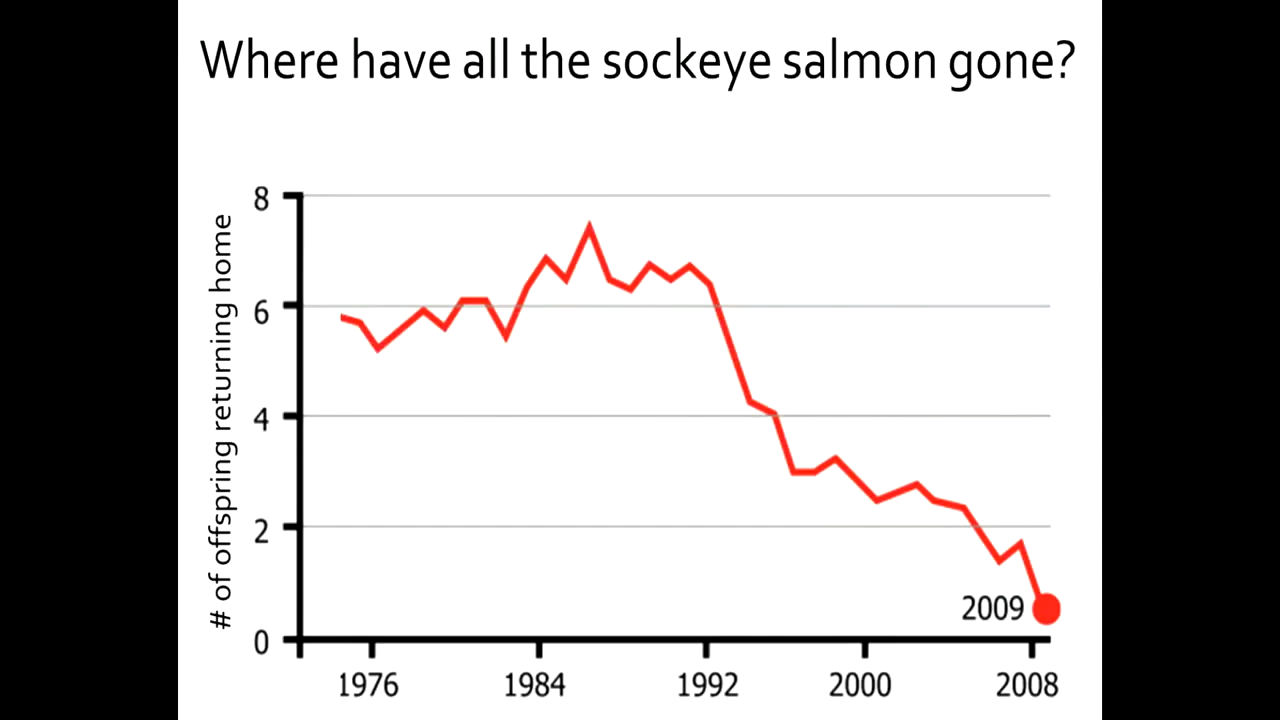 Where have all the sockeye salmon gone?
# of offspring returning home
8
6
4
2
0
2009
1976 1984 1992 2000 2008